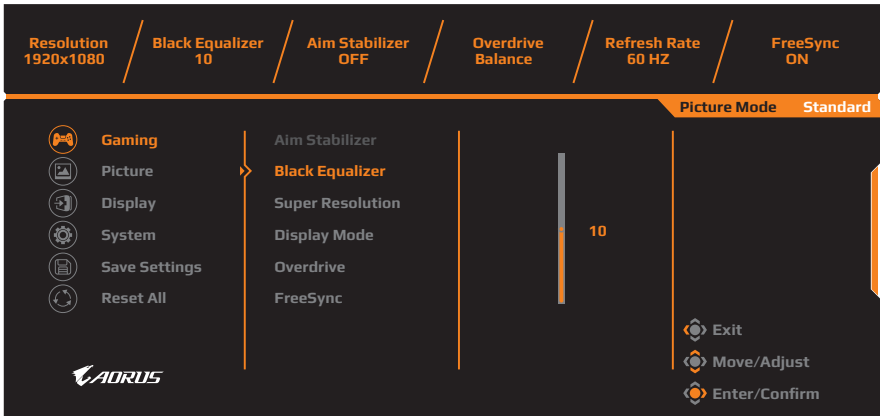 Resolution
1920x1080
Black Equalizer
10
Aim Stabilizer
OFF
Overdrive
Balance
Refresh Rate
60 HZ
FreeSync
ON
Picture Mode Standard
Gaming
Picture
Display
System
Save Settings
Reset All
Aim Stabilizer
Black Equalizer
Super Resolution
Display Mode
Overdrive
FreeSync
10
Exit
Move/Adjust
Enter/Confirm
AORUS